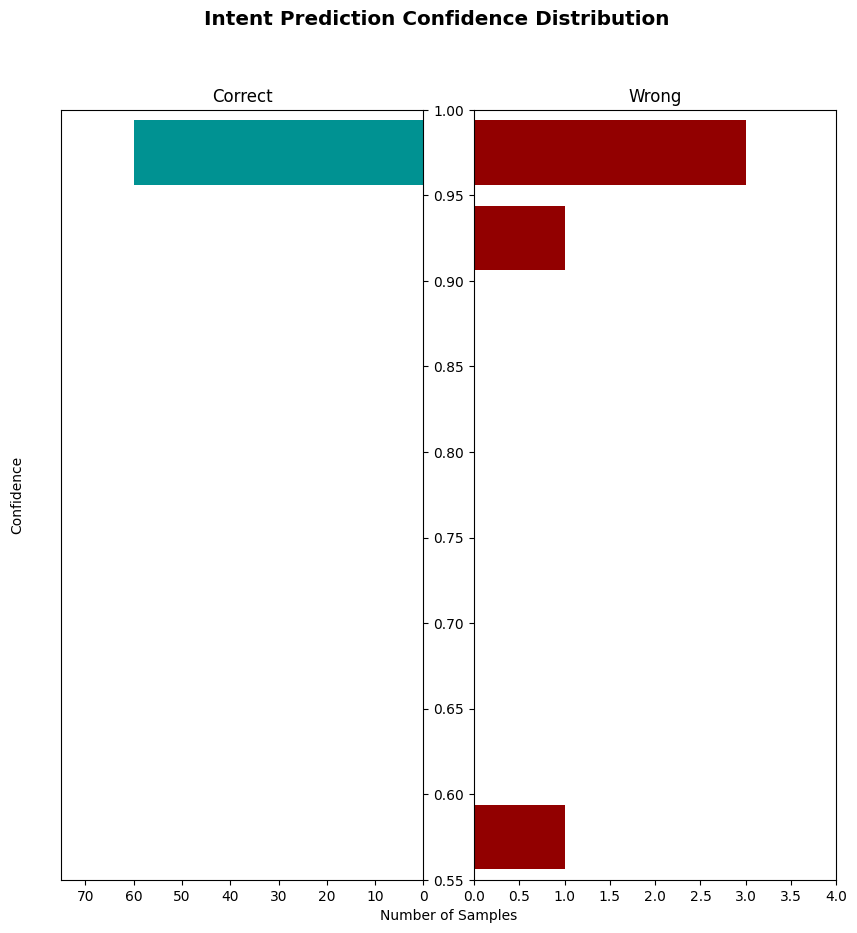 Intent Prediction Confidence Distribution
Correct
Wrong
1.00
0.95
0.90
0.85
0.80
0.75
0.70
0.65
0.60
0.55
Confidence
70 60 50 40 30 20 10 0
0.0 0.5 1.0 1.5 2.0 2.5 3.0 3.5 4.0
Number of Samples